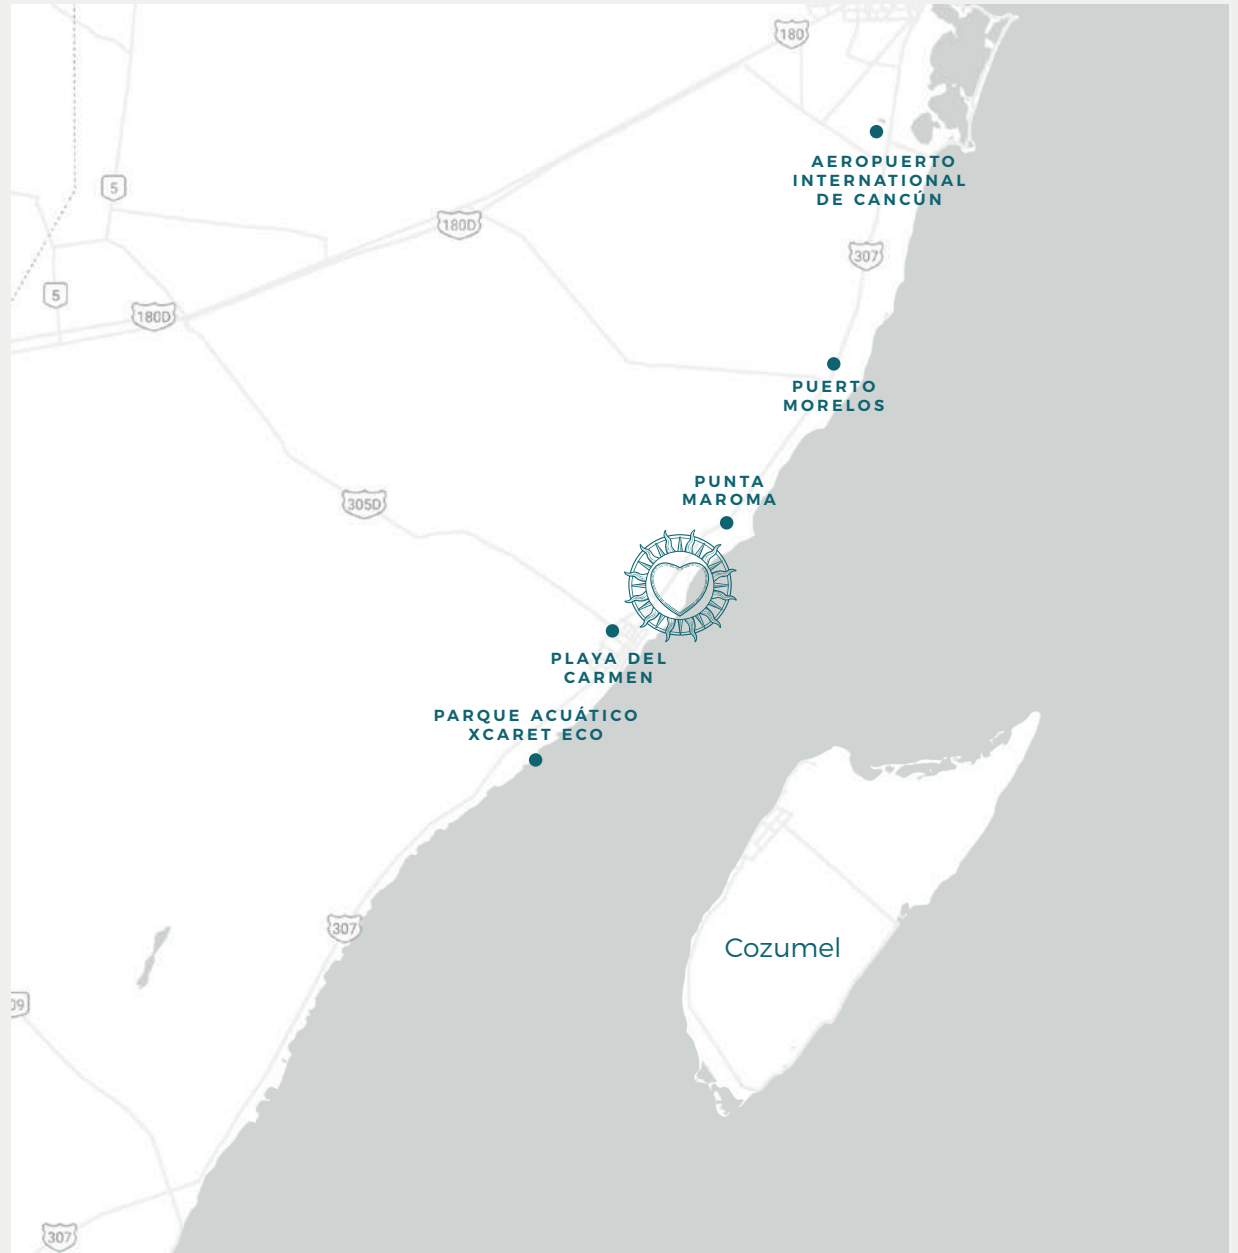 180
AEROPUERTO
INTERNATIONAL
DE CANCÚN
5
180D
307
5
180D
PUERTO
MORELOS
PUNTA
MAROMA
305D
PLAYA DEL
CARMEN
PARQUE ACUÁTICO
XCARET ECO
307
Cozumel
307